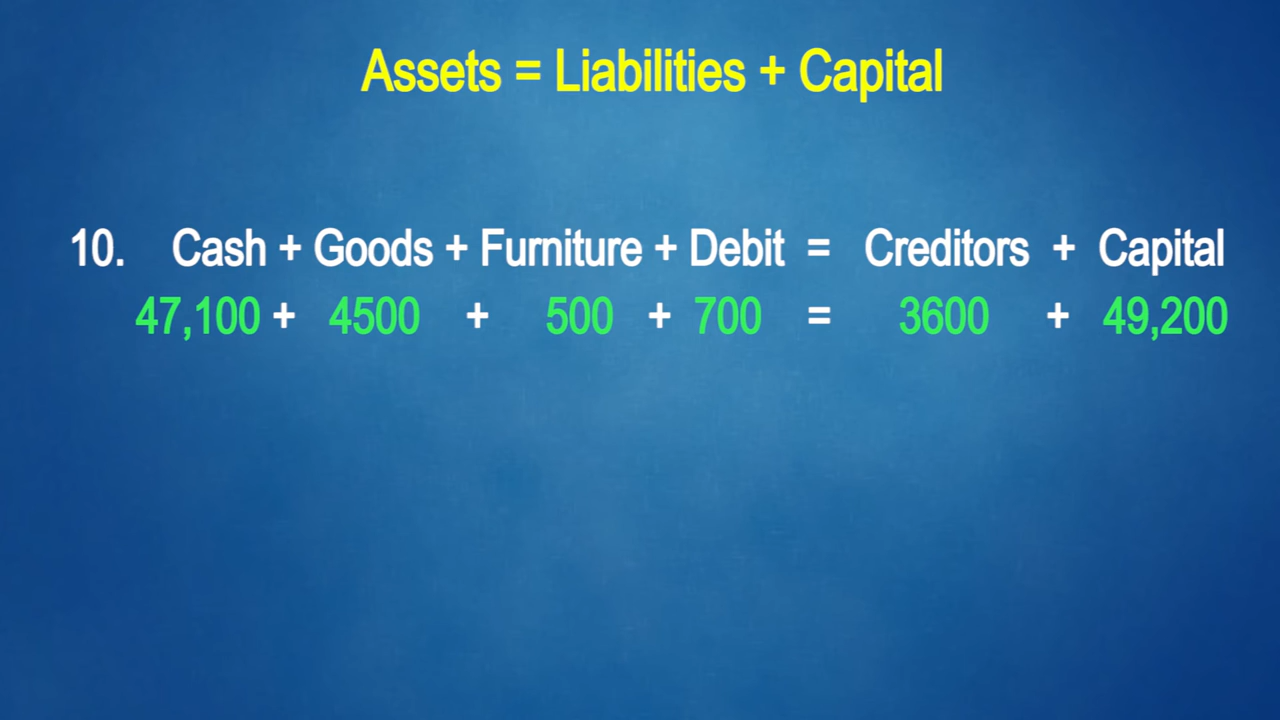 Assets = Liabilities + Capital
10. Cash + Goods + Furniture + Debit = Creditors + Capital
47,100 + 4500 + 500 + 700 = 3600 + 49,200